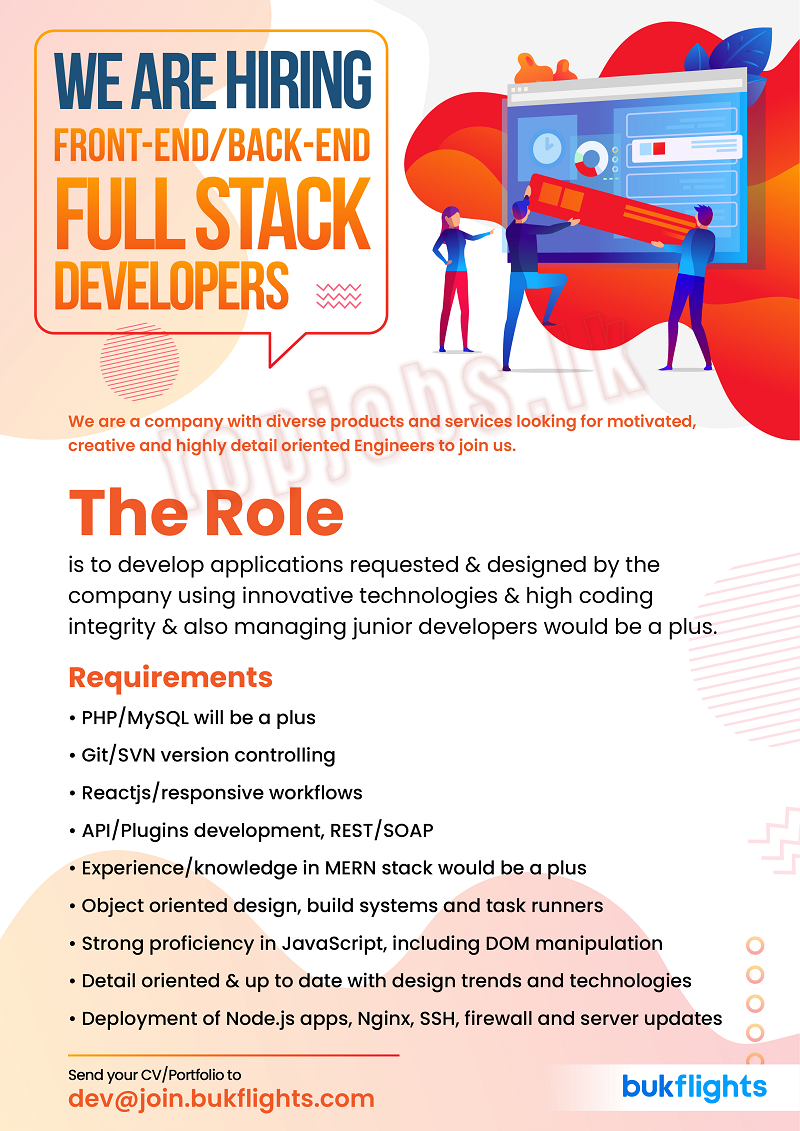 WE ARE HIRING
FRONT-END/BACK-END
FULL STACK
DEVELOPERS
topjobs.lk
We are a company with diverse products and services looking for motivated,
creative and highly detail oriented Engineers to join us.
The Role
is to develop applications requested & designed by the
company using innovative technologies & high coding
integrity & also managing junior developers would be a plus.
Requirements
• PHP/MySQL will be a plus
• Git/SVN version controlling
• Reactjs/responsive workflows
• API/Plugins development, REST/SOAP
• Experience/knowledge in MERN stack would be a plus
• Object oriented design, build systems and task runners
• Strong proficiency in JavaScript, including DOM manipulation
• Detail oriented & up to date with design trends and technologies
• Deployment of Node.js apps, Nginx, SSH, firewall and server updates
Send your CV/Portfolio to
dev@join.bukflights.com
bukflights